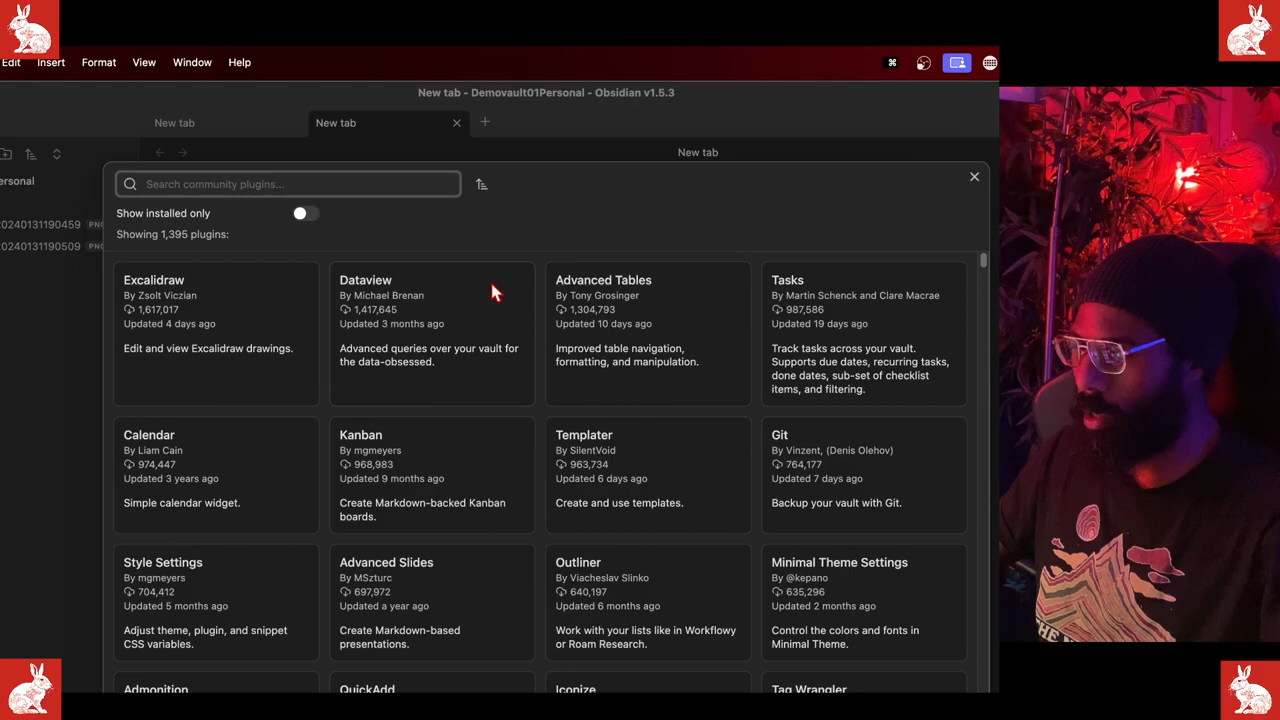 Edit Insert Format View Window Help
New tab - Demovault01Personal - Obsidian v1.5.3
New tab
New tab
New tab
ersonal
20240131190459 PN
20240131190509 PN
Search community plugins...
Show installed only
Showing 1,395 plugins:
Excalidraw
By Zsolt Viczian
1,617,017
Updated 4 days ago
Edit and view Excalidraw drawings.
Dataview
By Michael Brenan
1,417,645
Updated 3 months ago
Advanced queries over your vault for
the data-obsessed.
Advanced Tables
By Tony Grosinger
1,304,793
Updated 10 days ago
Improved table navigation,
formatting, and manipulation.
Tasks
By Martin Schenck and Clare Macrae
987,586
Updated 19 days ago
Track tasks across your vault.
Supports due dates, recurring tasks,
done dates, sub-set of checklist
items, and filtering.
Calendar
By Liam Cain
974,447
Updated 3 years ago
Simple calendar widget.
Kanban
By mgmeyers
968,983
Updated 9 months ago
Create Markdown-backed Kanban
boards.
Templater
By SilentVoid
963,734
Updated 6 days ago
Create and use templates.
Git
By Vinzent, (Denis Olehov)
764,177
Updated 7 days ago
Backup your vault with Git.
Style Settings
By mgmeyers
704,412
Updated 5 months ago
Adjust theme, plugin, and snippet
CSS variables.
Advanced Slides
By MSzturc
697,972
Updated a year ago
Create Markdown-based
presentations.
Outliner
By Viacheslav Slinko
640,197
Updated 6 months ago
Work with your lists like in Workflowy
or Roam Research.
Minimal Theme Settings
By @kepano
635,296
Updated 2 months ago
Control the colors and fonts in
Minimal Theme.
Admonition
QuickAdd
Iconize
Tag Wrangler